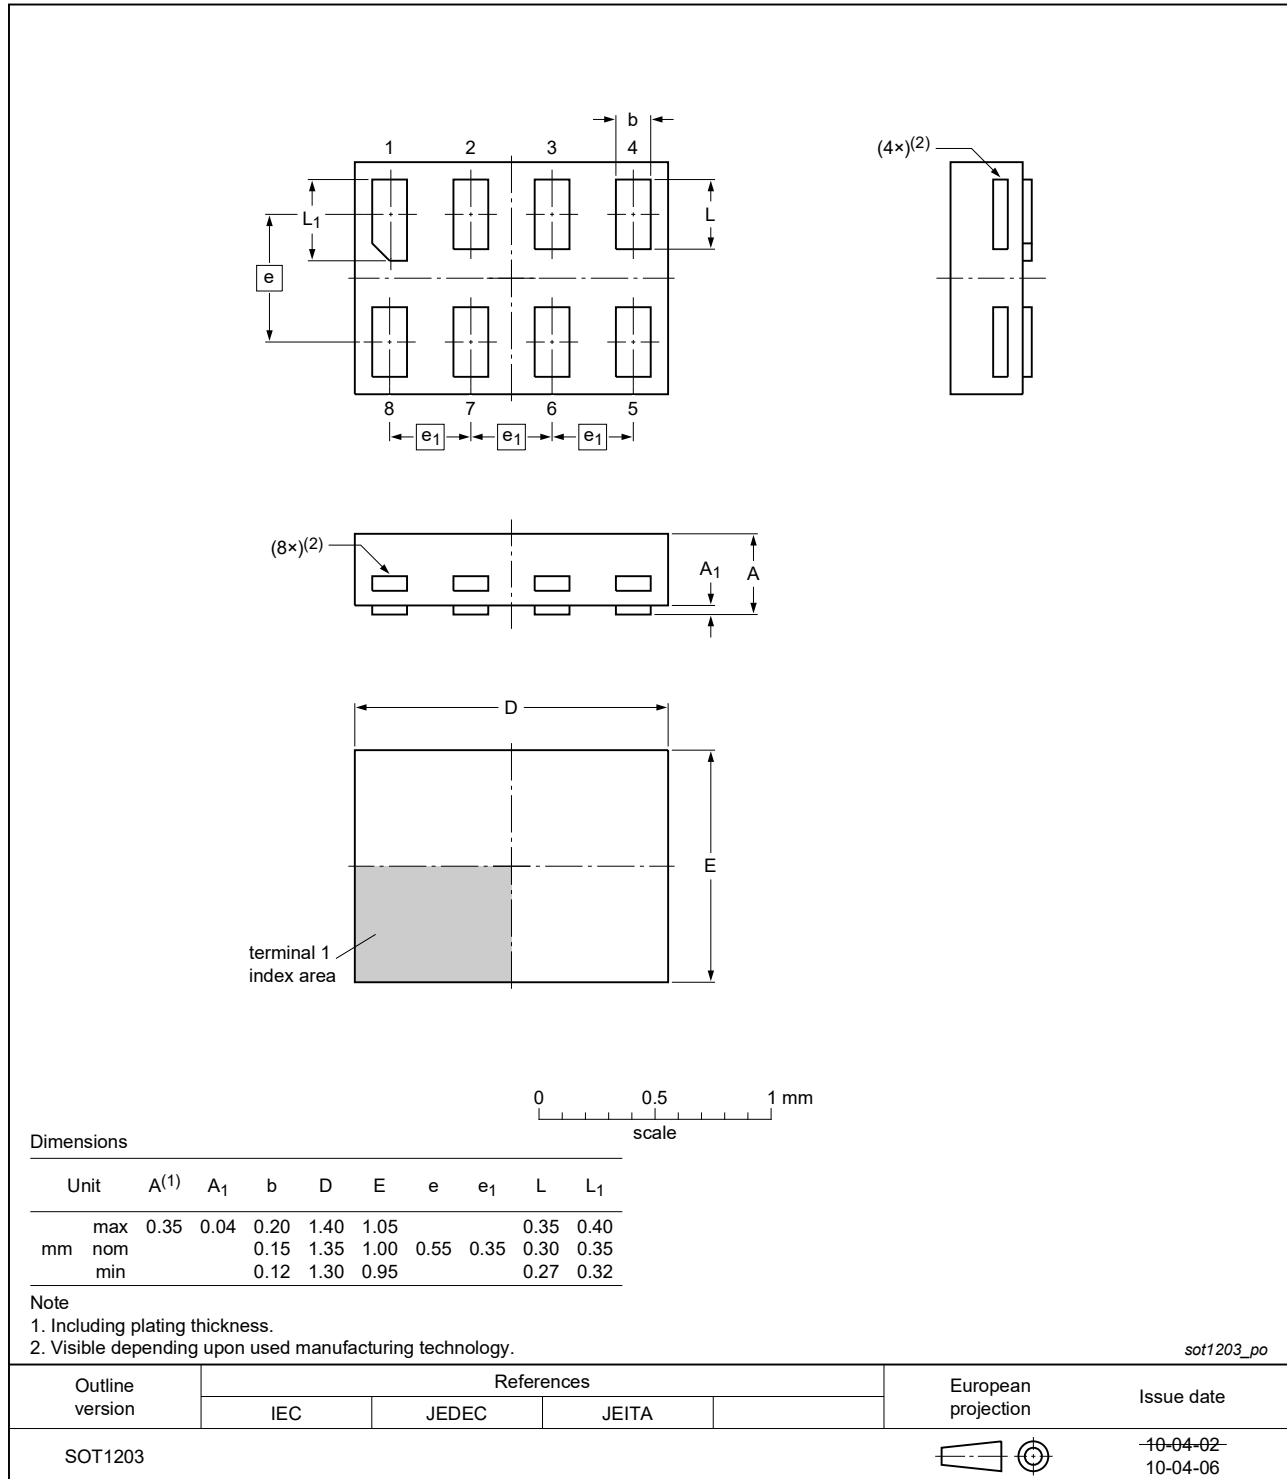 1 2 3 4
b
L1
L
e
8 7 6 5
e1 e1 e1
(4×)(2)
(8×)(2)
A1
A
D
E
terminal 1
index area
0 0.5 1 mm
scale
Dimensions
Unit A(1) A1 b D E e e1 L L1
max 0.35 0.04 0.20 1.40 1.05 0.35 0.40
mm nom 0.15 1.35 1.00 0.55 0.35 0.30 0.35
min 0.12 1.30 0.95 0.27 0.32
Note
1. Including plating thickness.
2. Visible depending upon used manufacturing technology.
sot1203_po
Outline
version
References
IEC JEDEC JEITA
European
projection
Issue date
SOT1203
10-04-02
10-04-06